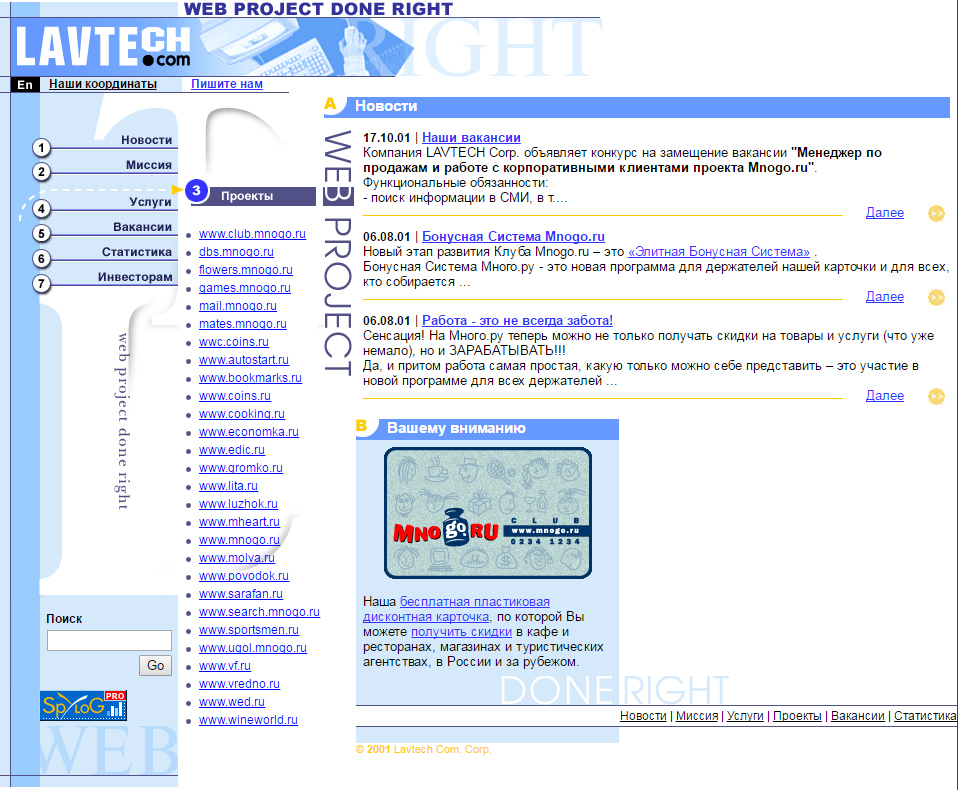 WEB PROJECT DONE RIGHT
LAVTECH
.com
RIGHT
En
Наши координаты
Пишите нам
1
Новости
2
Миссия
3
Проекты
4
Услуги
5
Вакансии
6
Статистика
7
Инвесторам
web project done right
Поиск
Go
SpyLOG PRO
WEB
www.club.mnogo.ru
dbs.mnogo.ru
flowers.mnogo.ru
games.mnogo.ru
mail.mnogo.ru
mates.mnogo.ru
wwc.coins.ru
www.autostart.ru
www.bookmarks.ru
www.coins.ru
www.cooking.ru
www.economka.ru
www.edic.ru
www.gromko.ru
www.lita.ru
www.luzhok.ru
www.mheart.ru
www.mnogo.ru
www.molva.ru
www.povodok.ru
www.sarafan.ru
www.search.mnogo.ru
www.sportsmen.ru
www.ugol.mnogo.ru
www.vf.ru
www.vredno.ru
www.wed.ru
www.wineworld.ru
WEB PROJECT
A Новости
17.10.01 | Наши вакансии
Компания LAVTECH Corp. объявляет конкурс на замещение вакансии "Менеджер по
продажам и работе с корпоративными клиентами проекта Mnogo.ru".
Функциональные обязанности:
- поиск информации в СМИ, в т....
Далее >>
06.08.01 | Бонусная Система Mnogo.ru
Новый этап развития Клуба Mnogo.ru – это «Элитная Бонусная Система» .
Бонусная Система Много.ру - это новая программа для держателей нашей карточки и для всех,
кто собирается ...
Далее >>
06.08.01 | Работа - это не всегда забота!
Сенсация! На Много.ру теперь можно не только получать скидки на товары и услуги (что уже
немало), но и ЗАРАБАТЫВАТЬ!!!
Да, и притом работа самая простая, какую только можно себе представить – это участие в
новой программе для всех держателей ...
Далее >>
B Вашему вниманию
CLUB
MNOGO.RU
www.mnogo.ru
0234 1234
Наша бесплатная пластиковая
дисконтная карточка, по которой Вы
можете получить скидки в кафе и
ресторанах, магазинах и туристических
агентствах, в России и за рубежом.
DONE RIGHT
Новости | Миссия | Услуги | Проекты | Вакансии | Статистика
© 2001 Lavtech Com. Corp.